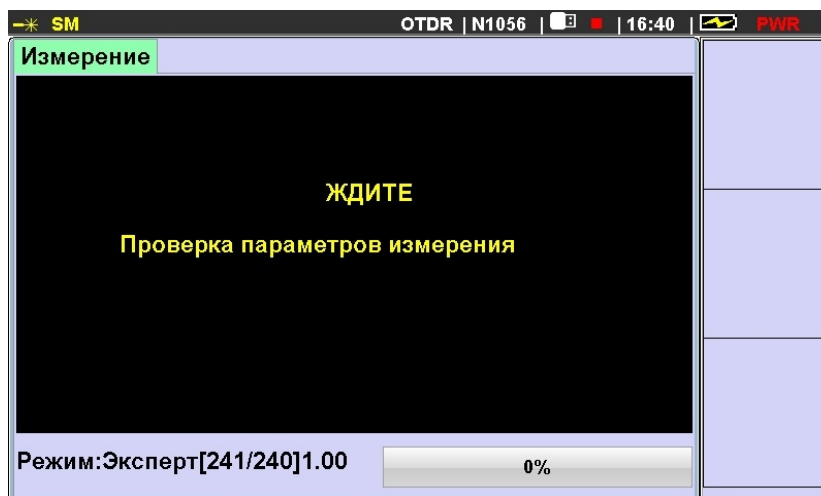 SM OTDR | N1056 | | 16:40 | PWR
Измерение
ЖДИТЕ
Проверка параметров измерения
Режим:Эксперт[241/240]1.00 0%